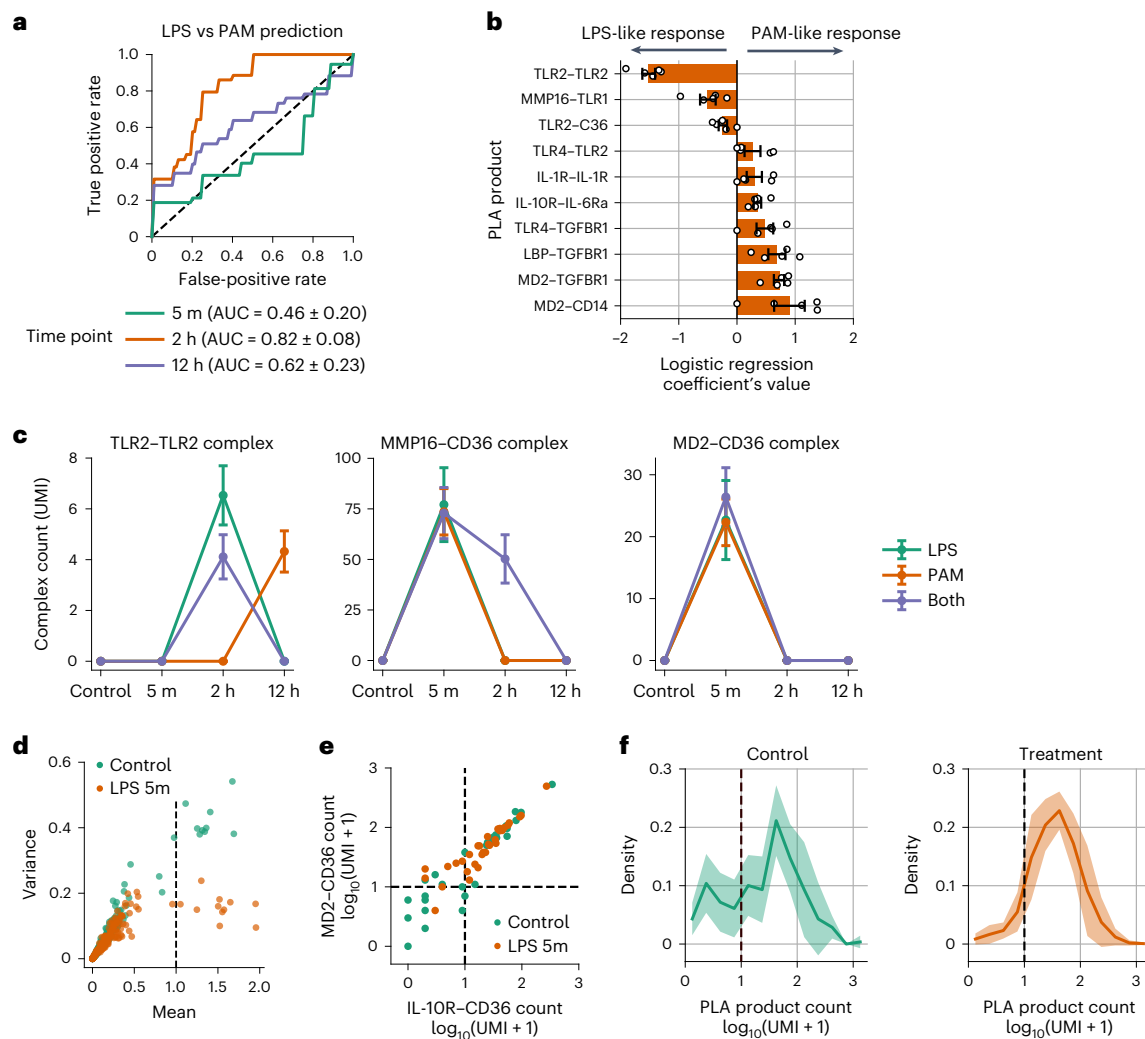 a
LPS vs PAM prediction
1.0
0.8
0.6
0.4
0.2
0
True positive rate
0 0.2 0.4 0.6 0.8 1.0
False-positive rate
Time point
5 m (AUC = 0.46 ± 0.20)
2 h (AUC = 0.82 ± 0.08)
12 h (AUC = 0.62 ± 0.23)
b
LPS-like response
PAM-like response
PLA product
TLR2–TLR2
MMP16–TLR1
TLR2–C36
TLR4–TLR2
IL-1R–IL-1R
IL-10R–IL-6Ra
TLR4–TGFBR1
LBP–TGFBR1
MD2–TGFBR1
MD2–CD14
−2 −1 0 1 2
Logistic regression
coefficient's value
c
TLR2–TLR2 complex
Complex count (UMI)
8
6
4
2
0
Control 5 m 2 h 12 h
MMP16–CD36 complex
100
75
50
25
0
Control 5 m 2 h 12 h
MD2–CD36 complex
30
20
10
0
Control 5 m 2 h 12 h
LPS
PAM
Both
d
Control
LPS 5m
Variance
0.6
0.4
0.2
0
0 0.5 1.0 1.5 2.0
Mean
e
MD2–CD36 count
log10(UMI + 1)
3
2
1
0
Control
LPS 5m
0 1 2 3
IL-10R–CD36 count
log10(UMI + 1)
f
Control
Density
0.3
0.2
0.1
0
0 1 2 3
PLA product count
log10(UMI + 1)
Treatment
Density
0.3
0.2
0.1
0
0 1 2 3
PLA product count
log10(UMI + 1)